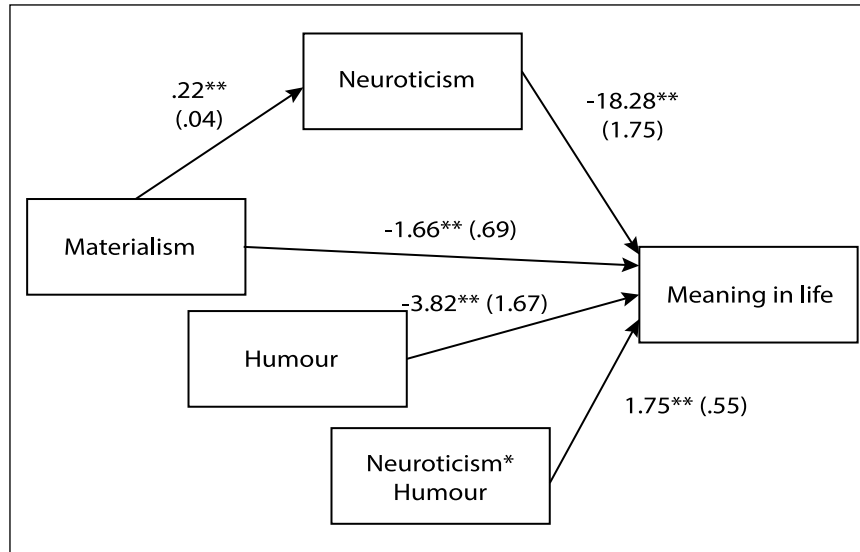 Neuroticism
.22**
(.04)
-18.28**
(1.75)
Materialism
-1.66** (.69)
Meaning in life
-3.82** (1.67)
Humour
1.75** (.55)
Neuroticism*
Humour